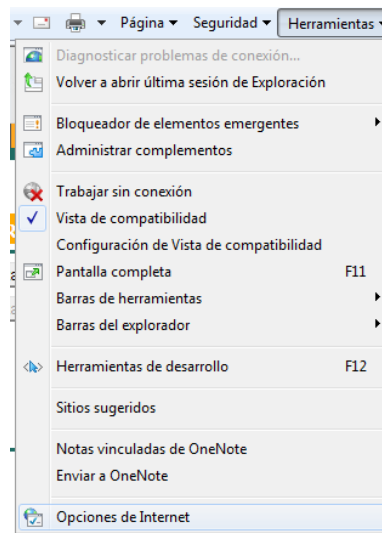 Página Seguridad Herramientas
Diagnosticar problemas de conexión...
Volver a abrir última sesión de Exploración
Bloqueador de elementos emergentes
Administrar complementos
Trabajar sin conexión
Vista de compatibilidad
Configuración de Vista de compatibilidad
Pantalla completa F11
Barras de herramientas
Barras del explorador
Herramientas de desarrollo F12
Sitios sugeridos
Notas vinculadas de OneNote
Enviar a OneNote
Opciones de Internet